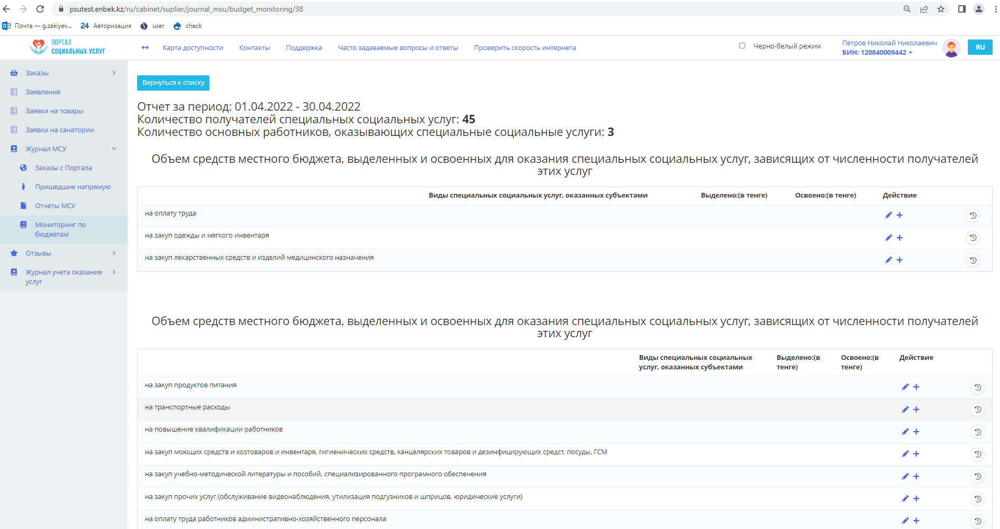 psutest.enbek.kz/ru/cabinet/suplier/journal_msu/budget_monitoring/38
Почта — g.zakiyev...
24 Авторизация
user
check
ПОРТАЛ
СОЦИАЛЬНЫХ УСЛУГ
Карта доступности
Контакты
Поддержка
Часто задаваемые вопросы и ответы
Проверить скорость интернета
Черно-белый режим
Петров Николай Николаевич
БИН: 120840009442
RU
Заказы
Заявления
Заявки на товары
Заявки на санатории
Журнал МСУ
Заказы с Портала
Пришедшие напрямую
Отчеты МСУ
Мониторинг по
бюджетам
Отзывы
Журнал учета оказания
услуг
Вернуться к списку
Отчет за период: 01.04.2022 - 30.04.2022
Количество получателей специальных социальных услуг: 45
Количество основных работников, оказывающих специальные социальные услуги: 3
Объем средств местного бюджета, выделенных и освоенных для оказания специальных социальных услуг, зависящих от численности получателей
этих услуг
Виды специальных социальных услуг, оказанных субъектами
Выделено:(в тенге)
Освоено:(в тенге)
Действие
на оплату труда
на закуп одежды и мягкого инвентаря
на закуп лекарственных средств и изделий медицинского назначения
Объем средств местного бюджета, выделенных и освоенных для оказания специальных социальных услуг, зависящих от численности получателей
этих услуг
Виды специальных социальных
услуг, оказанных субъектами
Выделено:(в
тенге)
Освоено:(в
тенге)
Действие
на закуп продуктов питания
на транспортные расходы
на повышение квалификации работников
на закуп моющих средств и хозтоваров и инвентаря, гигиенических средств, канцелярских товаров и дезинфицирующих средст, посуды, ГСМ
на закуп учебно-методической литературы и пособий, специализированного програмного обеспечения
на закуп прочих услуг (обслуживание видеонаблюдения, утилизация подгузников и шприцов, юридические услуги)
на оплату труда работников административно-хозяйственного персонала